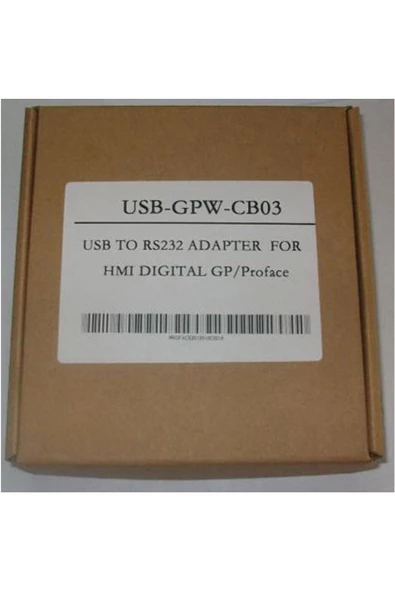 USB-GPW-CB03
USB TO RS232 ADAPTER FOR
HMI DIGITAL GP/Proface